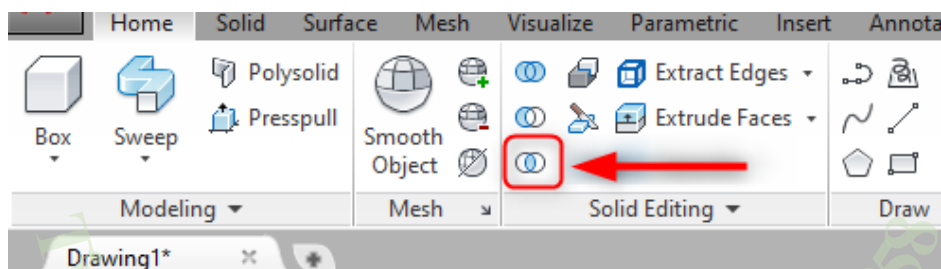 Home Solid Surface Mesh Visualize Parametric Insert Annota
Polysolid
Presspull
Box
Sweep
Smooth
Object
Extract Edges
Extrude Faces
Modeling
Mesh
Solid Editing
Draw
Drawing1*